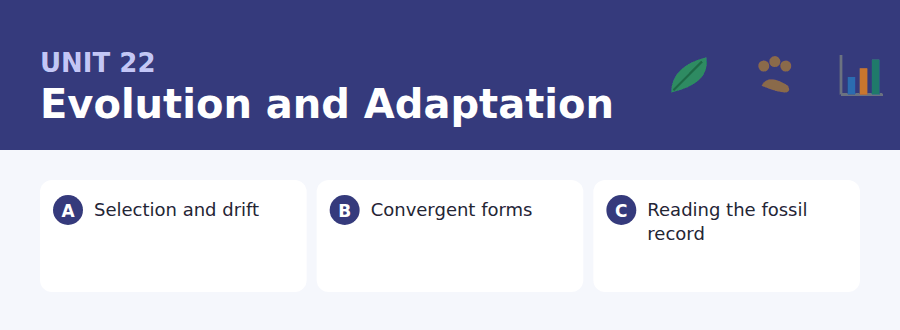 UNIT 22
Evolution and Adaptation
A Selection and drift
B Convergent forms
C Reading the fossil
record